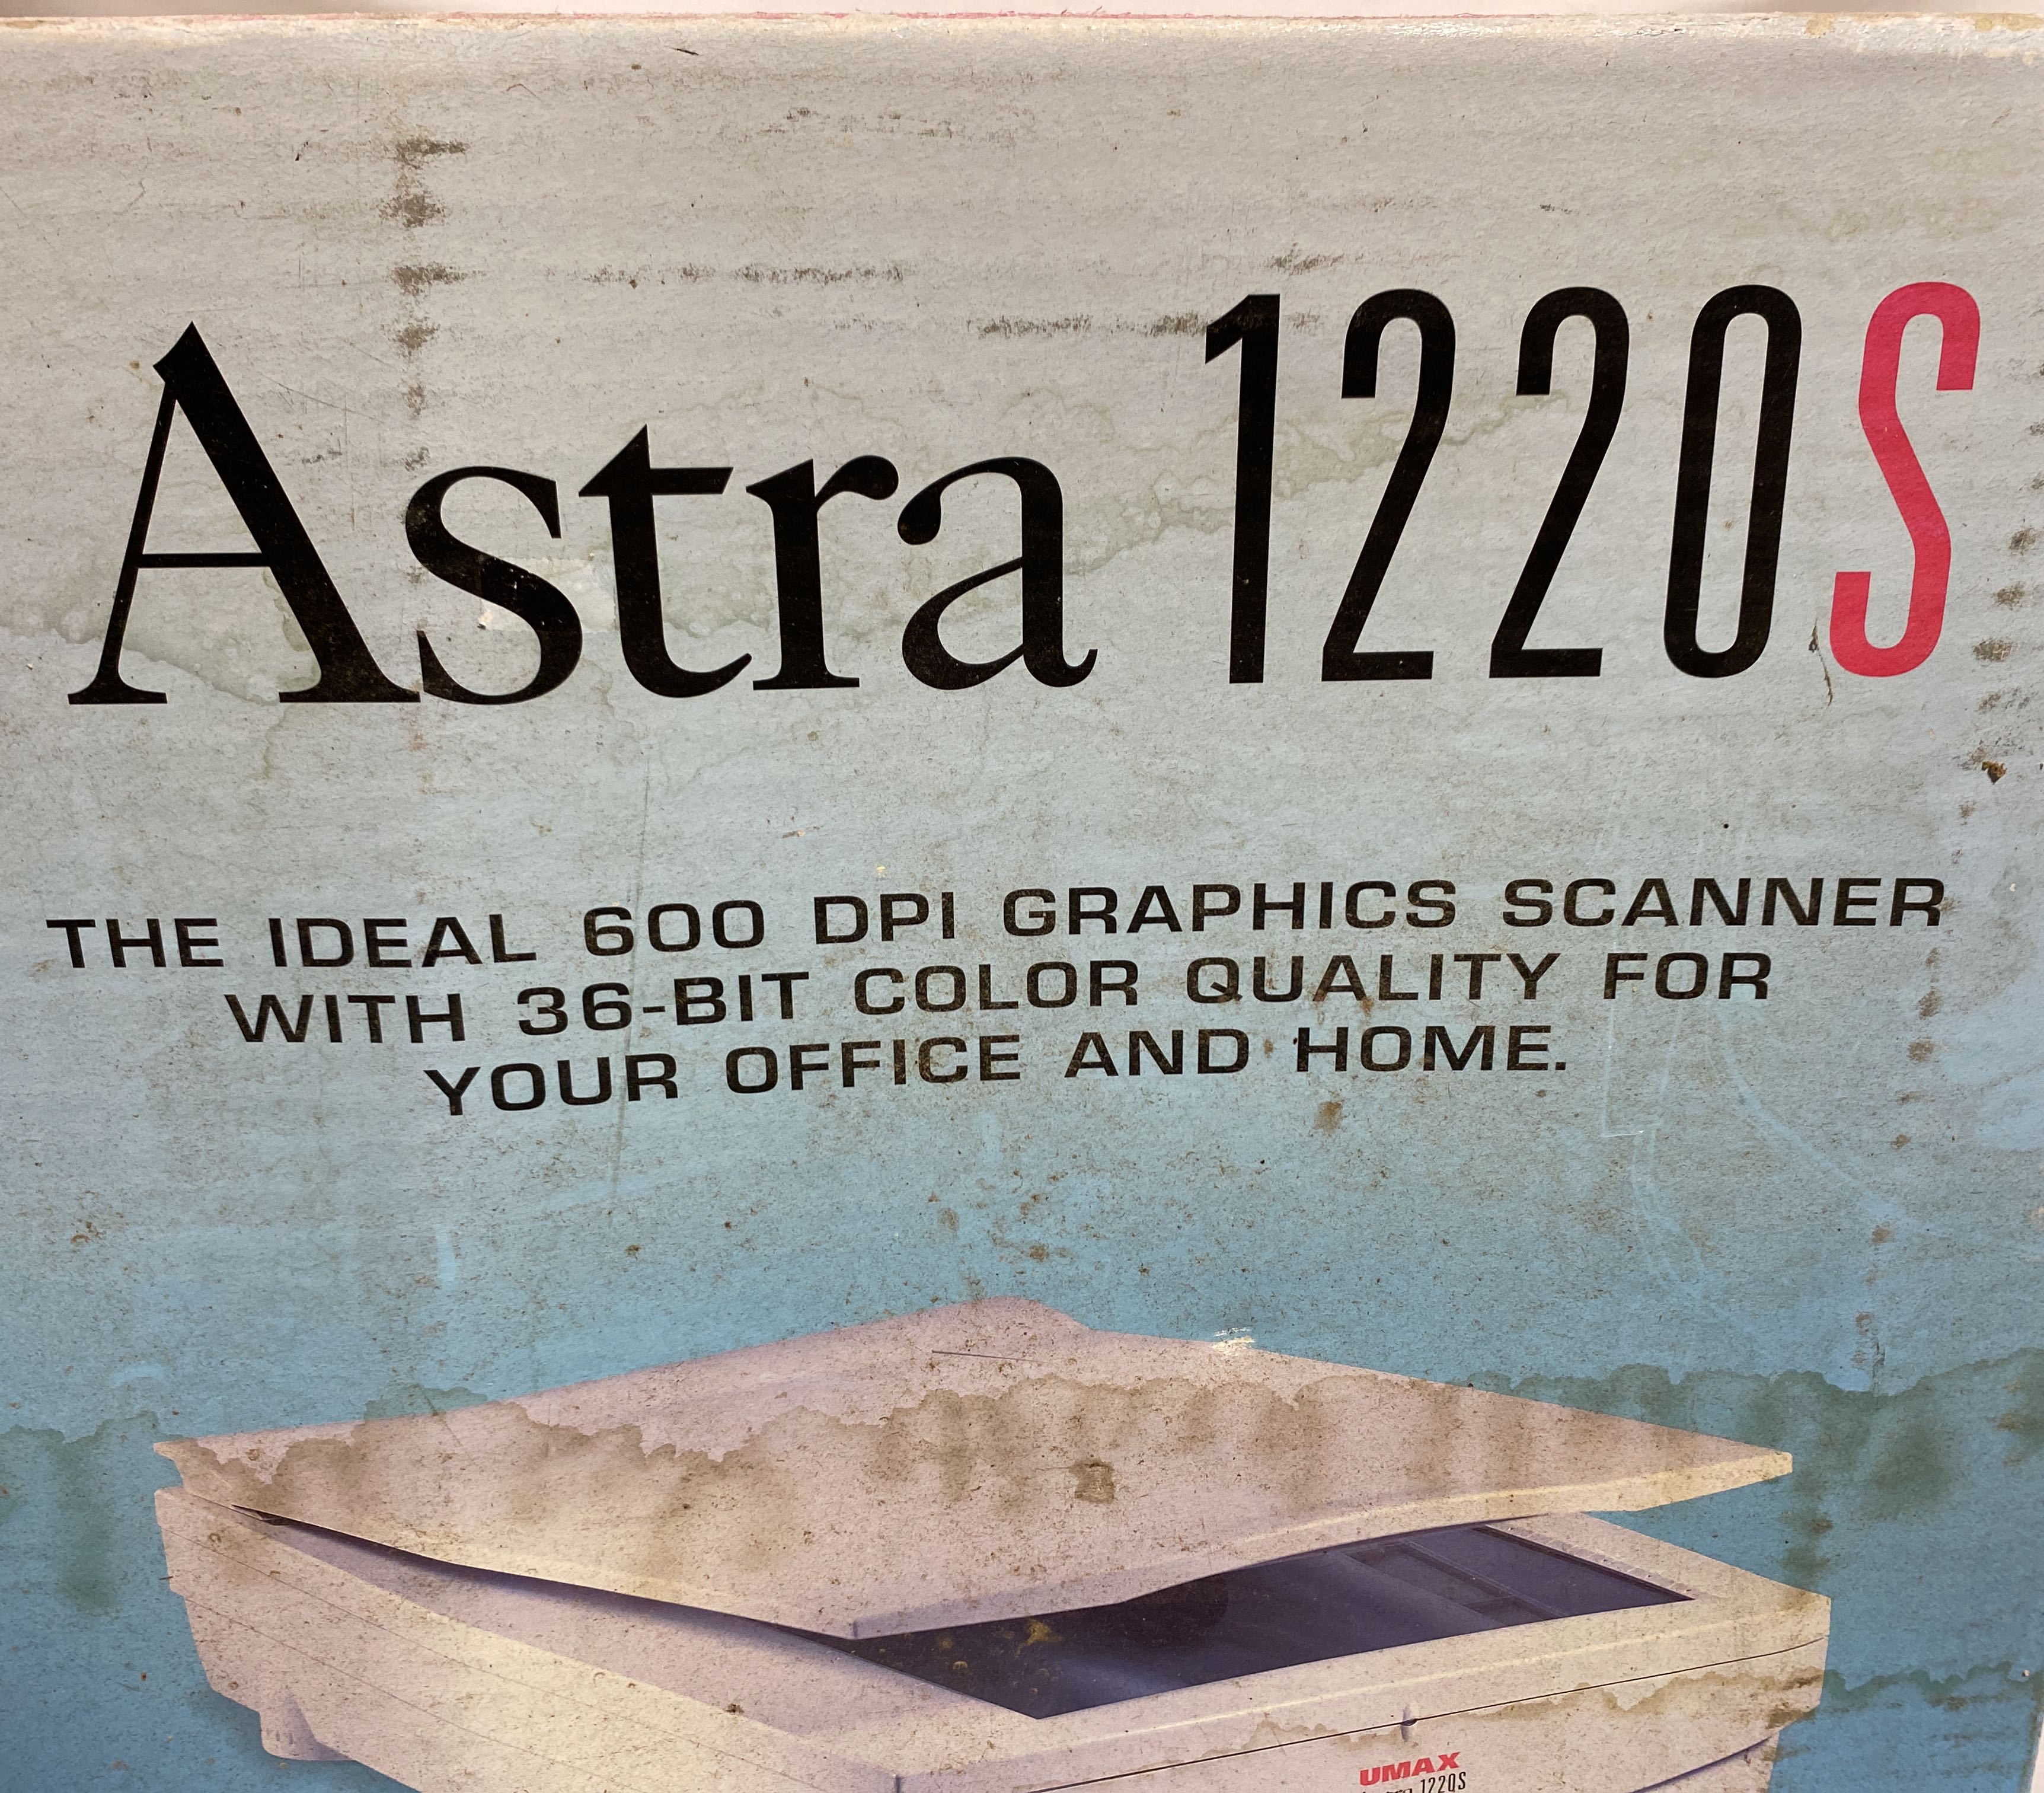 Astra 1220S
THE IDEAL 600 DPI GRAPHICS SCANNER
WITH 36-BIT COLOR QUALITY FOR
YOUR OFFICE AND HOME.
UMAX
1220S